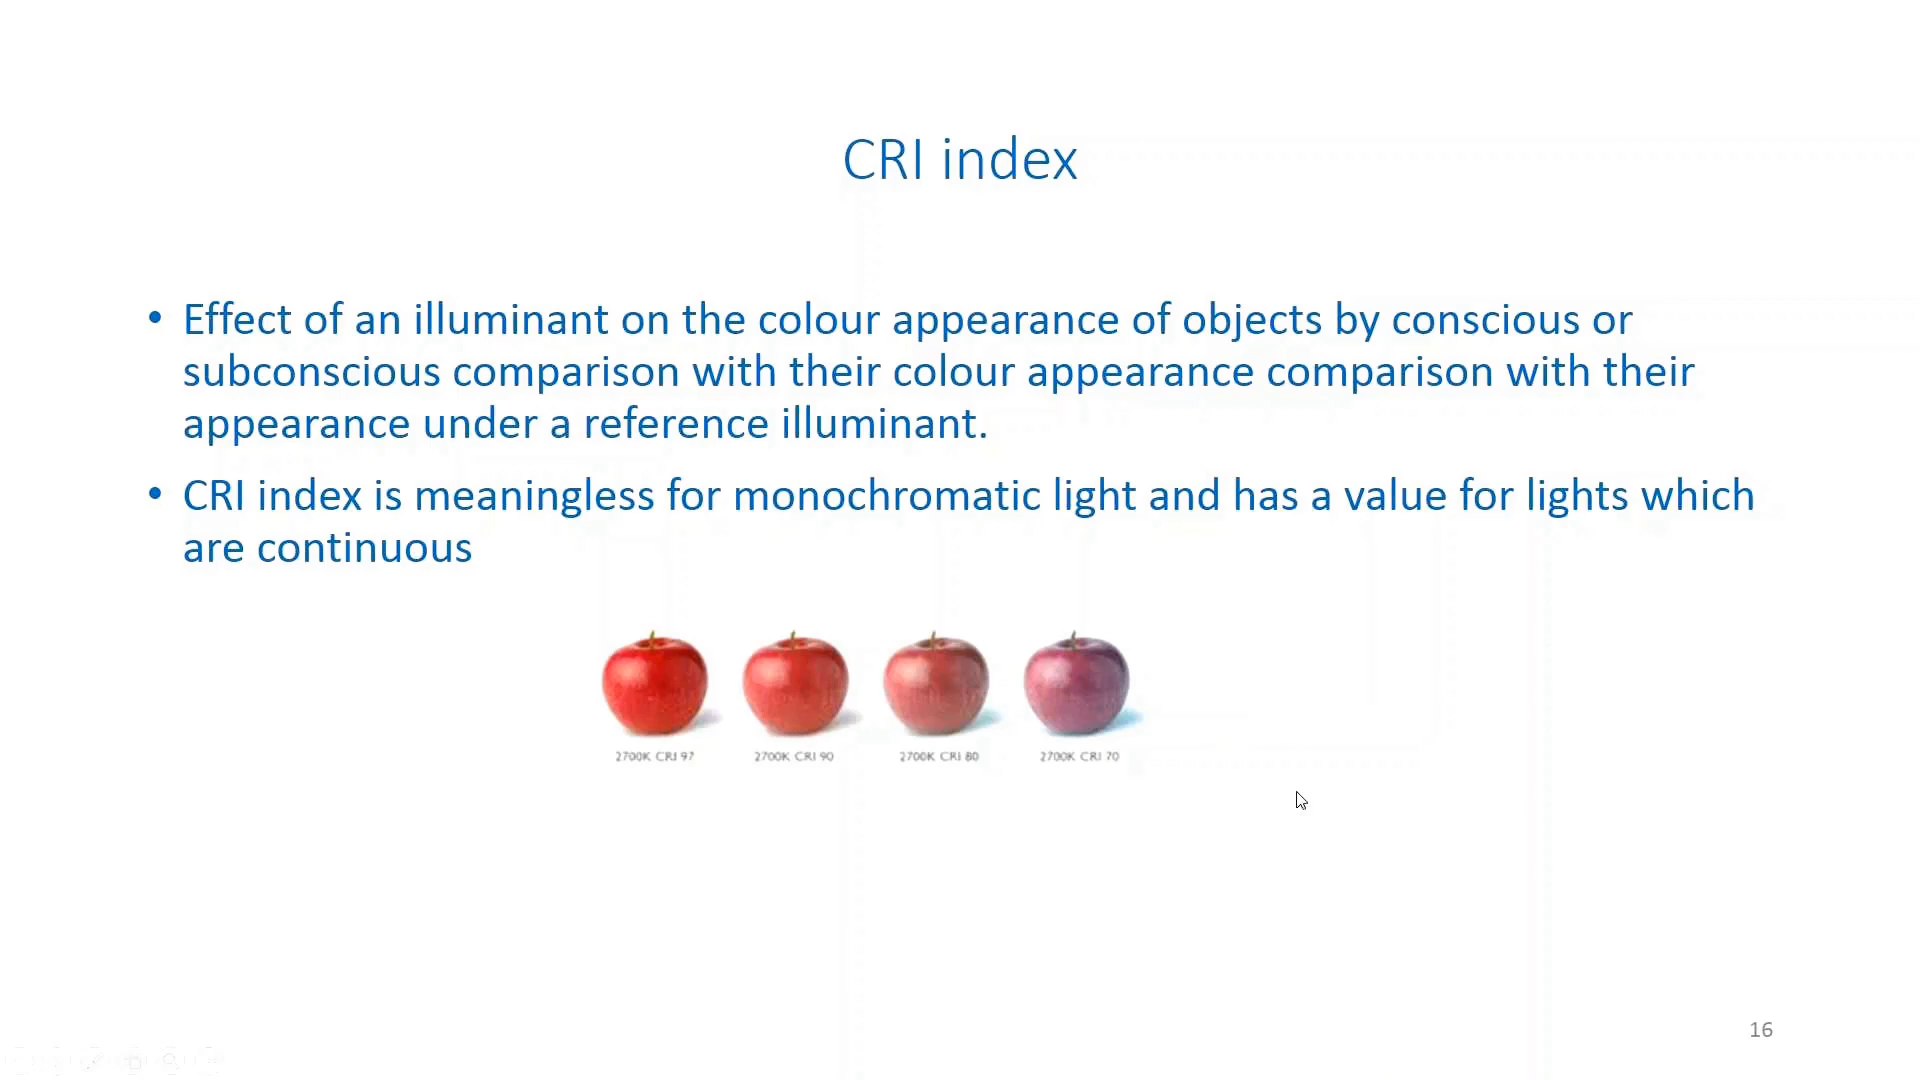 CRI index
• Effect of an illuminant on the colour appearance of objects by conscious or
subconscious comparison with their colour appearance comparison with their
appearance under a reference illuminant.
• CRI index is meaningless for monochromatic light and has a value for lights which
are continuous
2700K CRI 97
2700K CRI 90
2700K CRI 80
2700K CRI 70
16